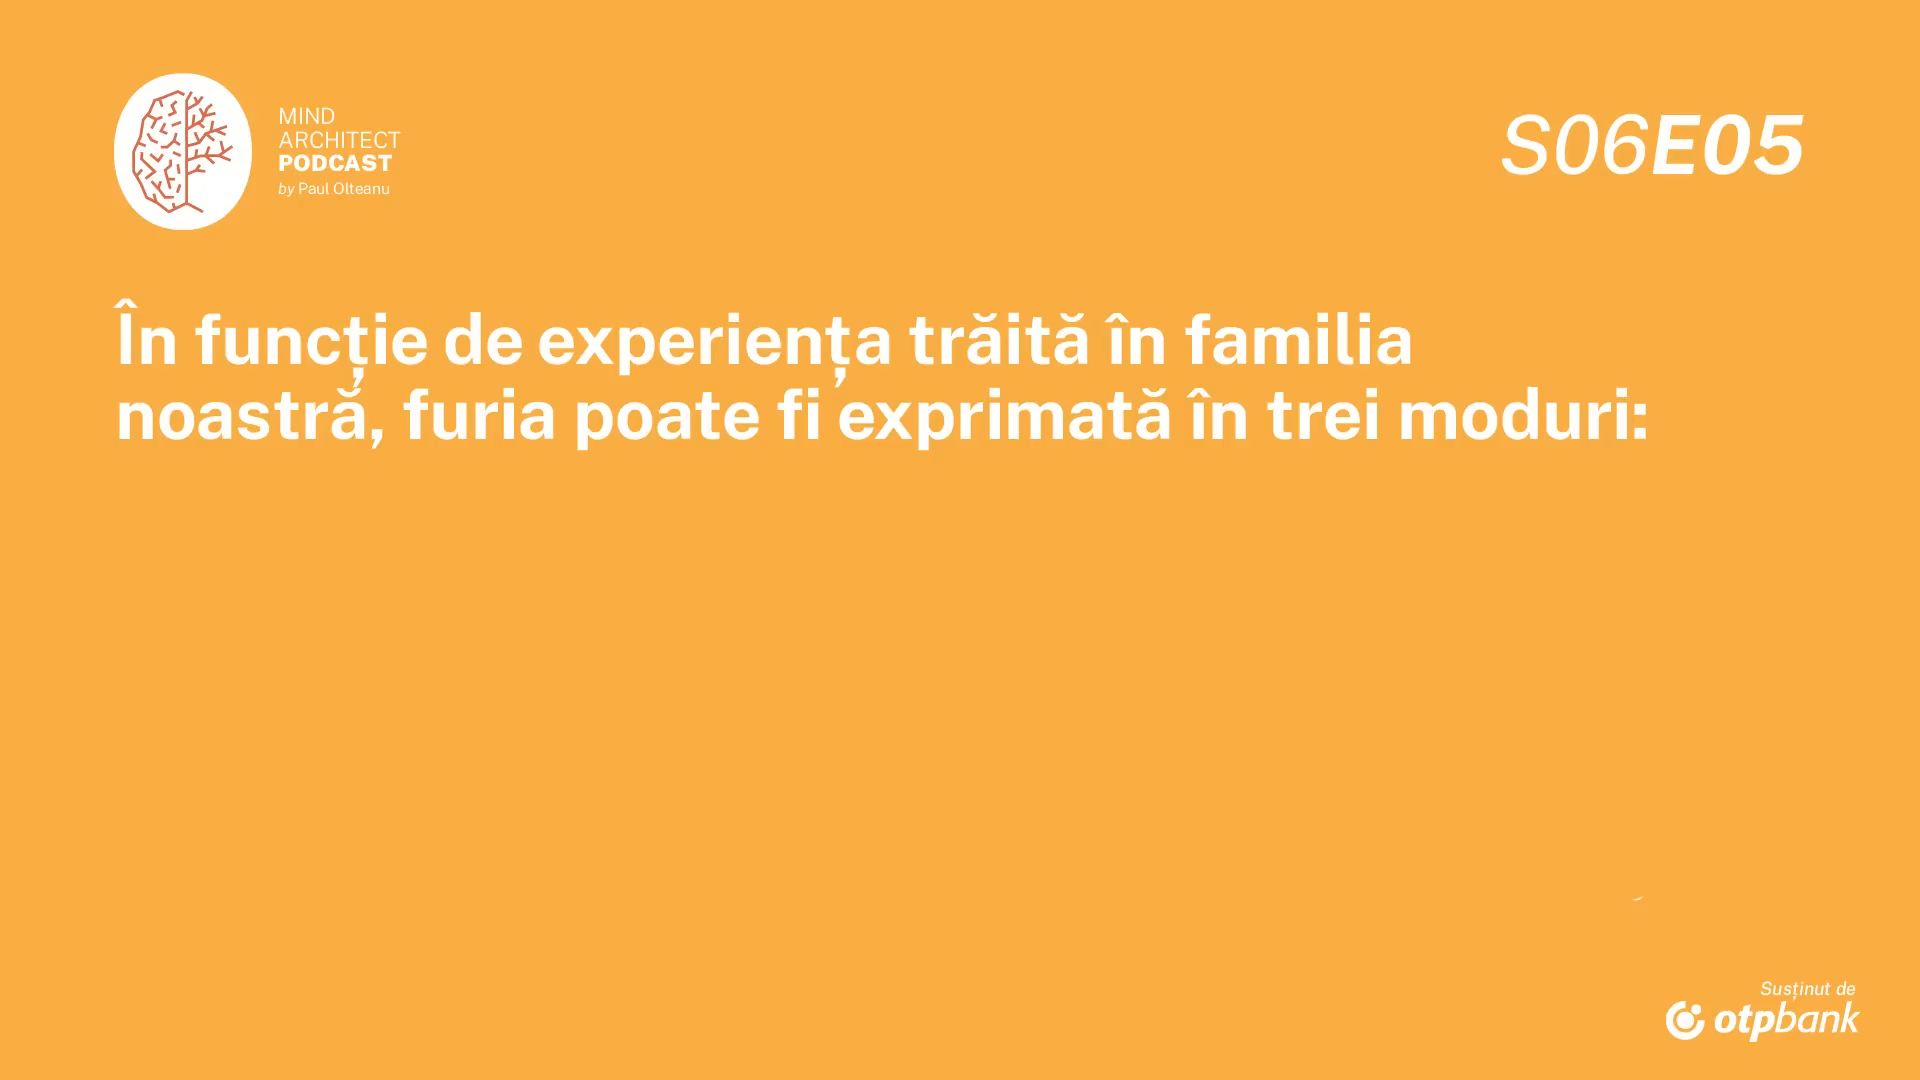 MIND
ARCHITECT
PODCAST
by Paul Olteanu
S06E05
În funcție de experiența trăită în familia
noastră, furia poate fi exprimată în trei moduri:
Susținut de
otpbank